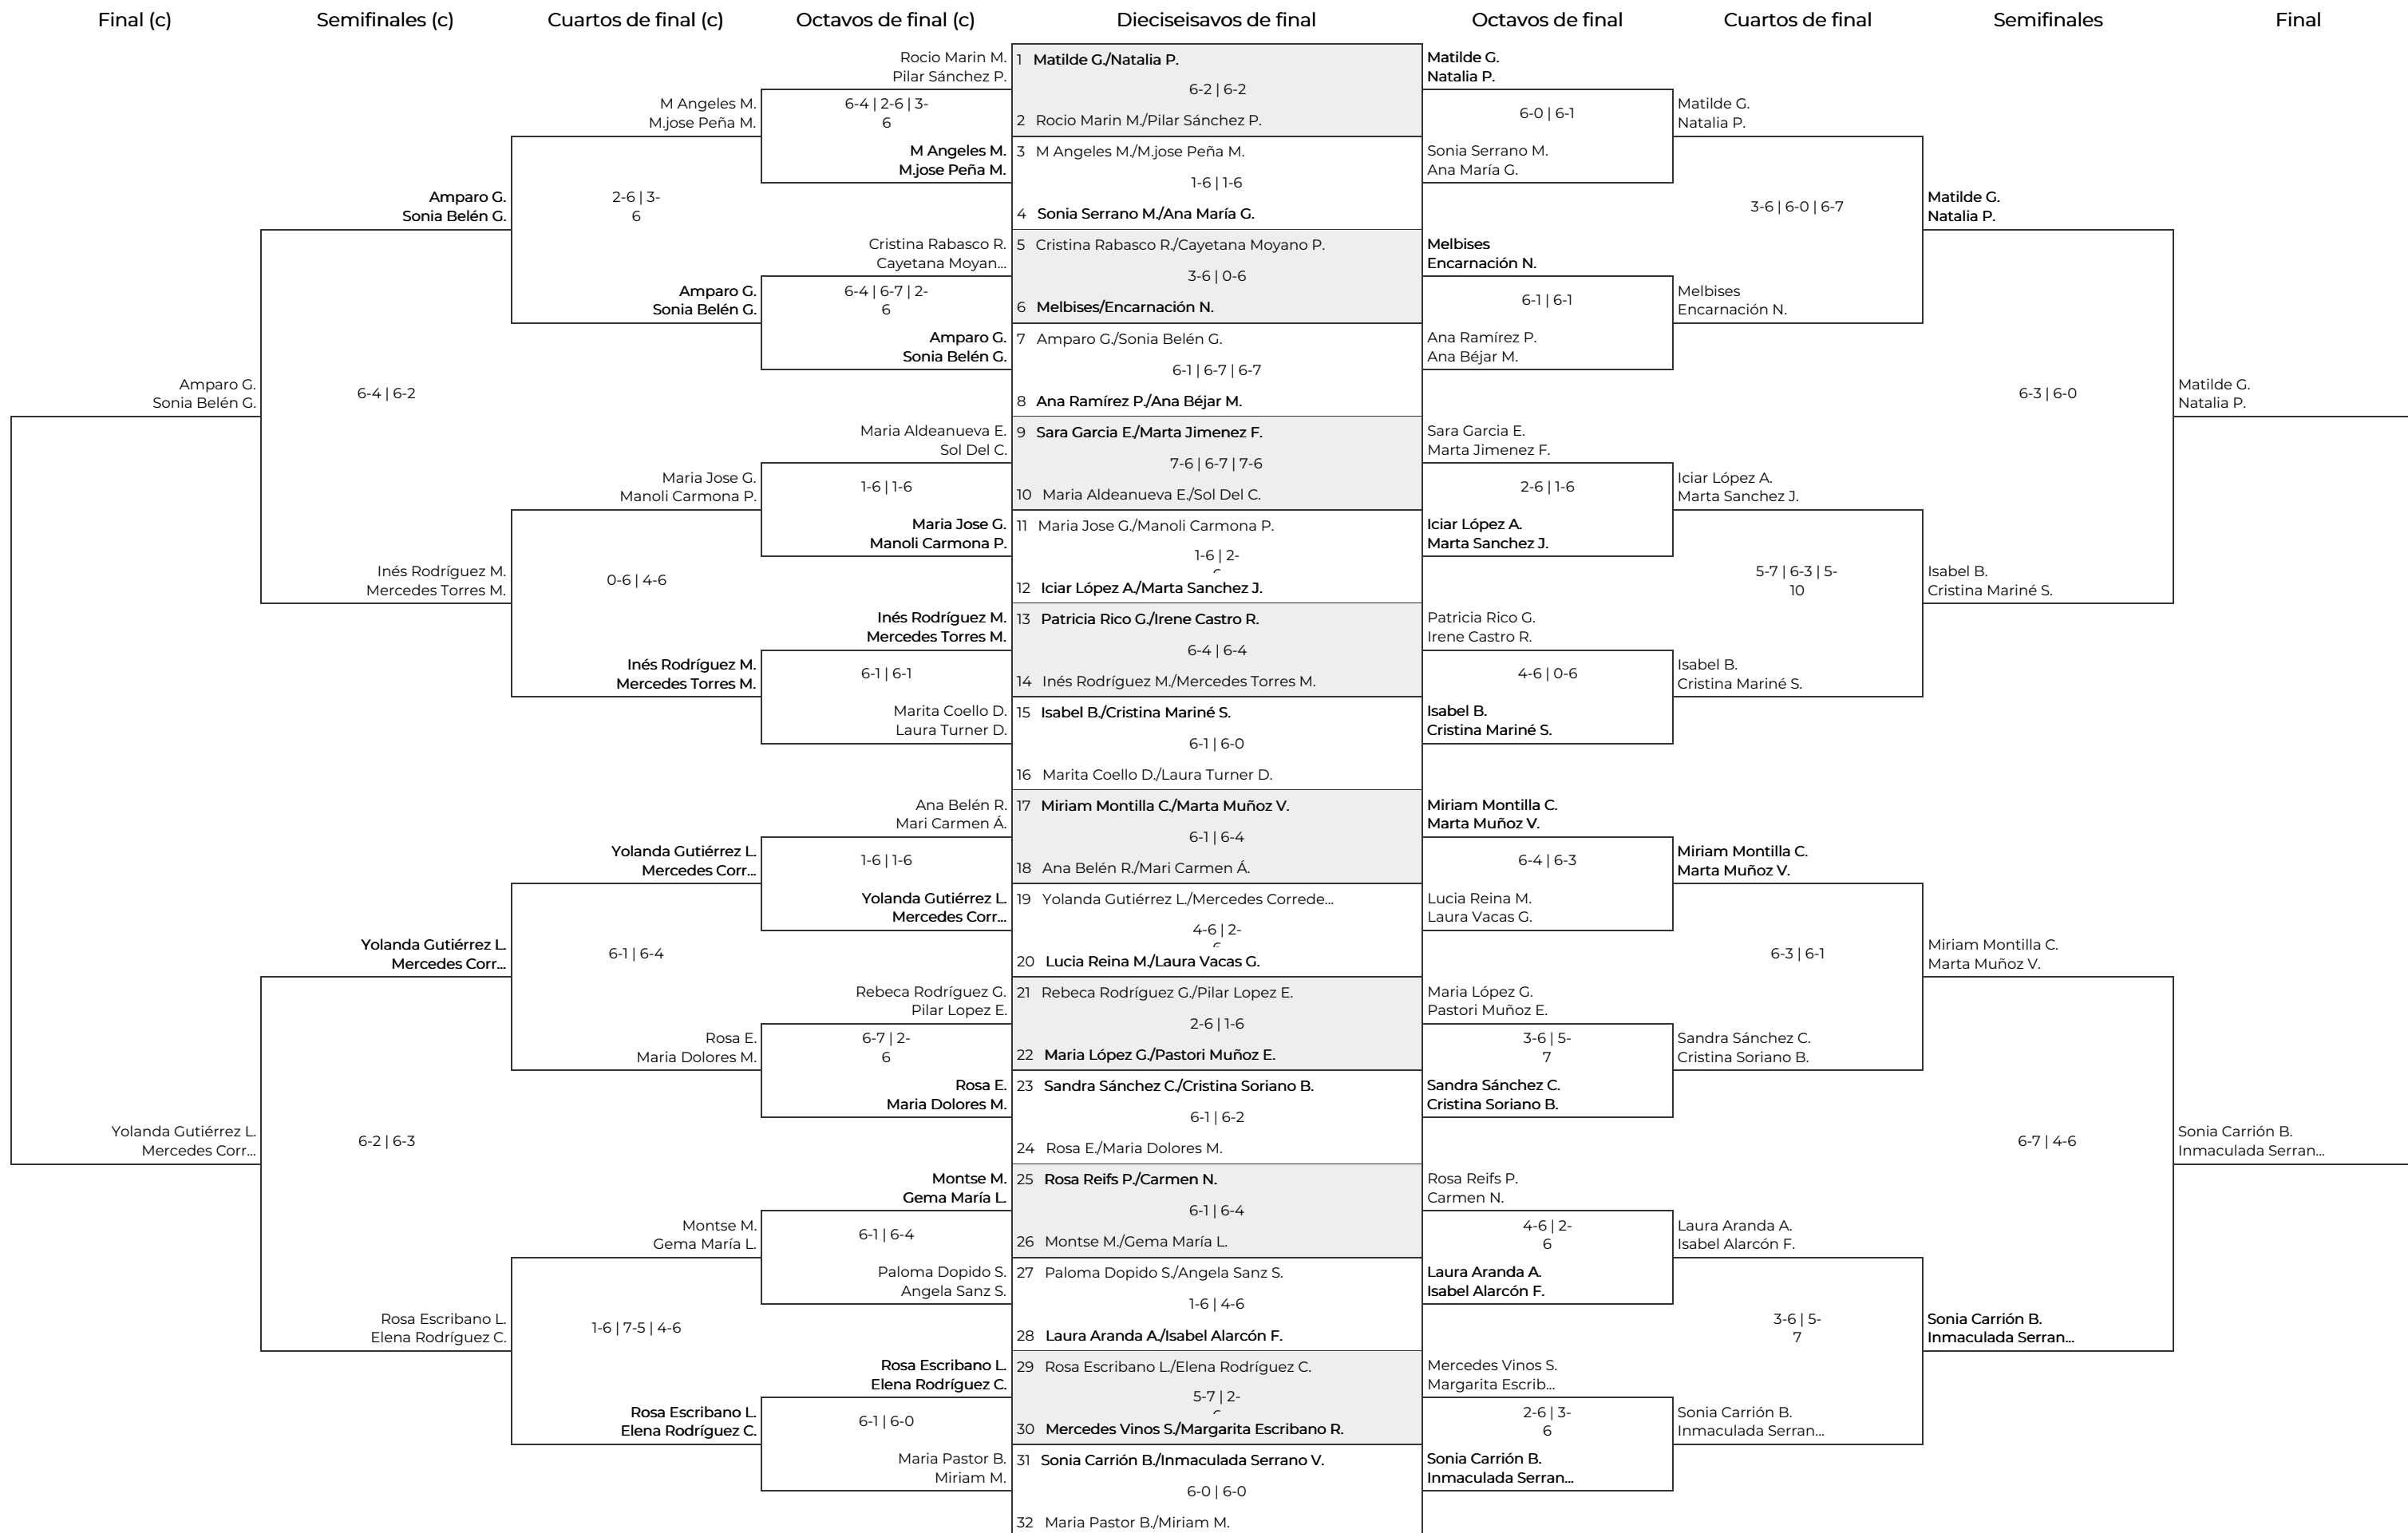 Final (c)
Semifinales (c)
Cuartos de final (c)
Octavos de final (c)
Dieciseisavos de final
Octavos de final
Cuartos de final
Semifinales
Final
Amparo G.
Sonia Belén G.
Yolanda Gutiérrez L.
Mercedes Corr...
Amparo G.
Sonia Belén G.
6-4 | 6-2
Inés Rodríguez M.
Mercedes Torres M.
Yolanda Gutiérrez L.
Mercedes Corr...
6-2 | 6-3
Rosa Escribano L.
Elena Rodríguez C.
M Angeles M.
M.jose Peña M.
2-6 | 3-
6
Amparo G.
Sonia Belén G.
Maria Jose G.
Manoli Carmona P.
0-6 | 4-6
Inés Rodríguez M.
Mercedes Torres M.
Yolanda Gutiérrez L.
Mercedes Corr...
6-1 | 6-4
Rosa E.
Maria Dolores M.
Montse M.
Gema María L.
1-6 | 7-5 | 4-6
Rosa Escribano L.
Elena Rodríguez C.
Rocio Marin M.
Pilar Sánchez P.
6-4 | 2-6 | 3-
6
M Angeles M.
M.jose Peña M.
Cristina Rabasco R.
Cayetana Moyan...
6-4 | 6-7 | 2-
6
Amparo G.
Sonia Belén G.
Maria Aldeanueva E.
Sol Del C.
1-6 | 1-6
Maria Jose G.
Manoli Carmona P.
Inés Rodríguez M.
Mercedes Torres M.
6-1 | 6-1
Marita Coello D.
Laura Turner D.
Ana Belén R.
Mari Carmen Á.
1-6 | 1-6
Yolanda Gutiérrez L.
Mercedes Corr...
Rebeca Rodríguez G.
Pilar Lopez E.
6-7 | 2-
6
Rosa E.
Maria Dolores M.
Montse M.
Gema María L.
6-1 | 6-4
Paloma Dopido S.
Angela Sanz S.
Rosa Escribano L.
Elena Rodríguez C.
6-1 | 6-0
Maria Pastor B.
Miriam M.
1 Matilde G./Natalia P.
6-2 | 6-2
2 Rocio Marin M./Pilar Sánchez P.
3 M Angeles M./M.jose Peña M.
1-6 | 1-6
4 Sonia Serrano M./Ana María G.
5 Cristina Rabasco R./Cayetana Moyano P.
3-6 | 0-6
6 Melbises/Encarnación N.
7 Amparo G./Sonia Belén G.
6-1 | 6-7 | 6-7
8 Ana Ramírez P./Ana Béjar M.
9 Sara Garcia E./Marta Jimenez F.
7-6 | 6-7 | 7-6
10 Maria Aldeanueva E./Sol Del C.
11 Maria Jose G./Manoli Carmona P.
1-6 | 2-
12 Iciar López A./Marta Sanchez J.
13 Patricia Rico G./Irene Castro R.
6-4 | 6-4
14 Inés Rodríguez M./Mercedes Torres M.
15 Isabel B./Cristina Mariné S.
6-1 | 6-0
16 Marita Coello D./Laura Turner D.
17 Miriam Montilla C./Marta Muñoz V.
6-1 | 6-4
18 Ana Belén R./Mari Carmen Á.
19 Yolanda Gutiérrez L./Mercedes Correde...
4-6 | 2-
20 Lucia Reina M./Laura Vacas G.
21 Rebeca Rodríguez G./Pilar Lopez E.
2-6 | 1-6
22 Maria López G./Pastori Muñoz E.
23 Sandra Sánchez C./Cristina Soriano B.
6-1 | 6-2
24 Rosa E./Maria Dolores M.
25 Rosa Reifs P./Carmen N.
6-1 | 6-4
26 Montse M./Gema María L.
27 Paloma Dopido S./Angela Sanz S.
1-6 | 4-6
28 Laura Aranda A./Isabel Alarcón F.
29 Rosa Escribano L./Elena Rodríguez C.
5-7 | 2-
30 Mercedes Vinos S./Margarita Escribano R.
31 Sonia Carrión B./Inmaculada Serrano V.
6-0 | 6-0
32 Maria Pastor B./Miriam M.
Matilde G.
Natalia P.
6-0 | 6-1
Sonia Serrano M.
Ana María G.
Melbises
Encarnación N.
6-1 | 6-1
Ana Ramírez P.
Ana Béjar M.
Sara Garcia E.
Marta Jimenez F.
2-6 | 1-6
Iciar López A.
Marta Sanchez J.
Patricia Rico G.
Irene Castro R.
4-6 | 0-6
Isabel B.
Cristina Mariné S.
Miriam Montilla C.
Marta Muñoz V.
6-4 | 6-3
Lucia Reina M.
Laura Vacas G.
Maria López G.
Pastori Muñoz E.
3-6 | 5-
7
Sandra Sánchez C.
Cristina Soriano B.
Rosa Reifs P.
Carmen N.
4-6 | 2-
6
Laura Aranda A.
Isabel Alarcón F.
Mercedes Vinos S.
Margarita Escrib...
2-6 | 3-
6
Sonia Carrión B.
Inmaculada Serran...
Matilde G.
Natalia P.
3-6 | 6-0 | 6-7
Melbises
Encarnación N.
Iciar López A.
Marta Sanchez J.
5-7 | 6-3 | 5-
10
Isabel B.
Cristina Mariné S.
Miriam Montilla C.
Marta Muñoz V.
6-3 | 6-1
Sandra Sánchez C.
Cristina Soriano B.
Laura Aranda A.
Isabel Alarcón F.
3-6 | 5-
7
Sonia Carrión B.
Inmaculada Serran...
Matilde G.
Natalia P.
6-3 | 6-0
Isabel B.
Cristina Mariné S.
Miriam Montilla C.
Marta Muñoz V.
6-7 | 4-6
Sonia Carrión B.
Inmaculada Serran...
Matilde G.
Natalia P.
Sonia Carrión B.
Inmaculada Serran...